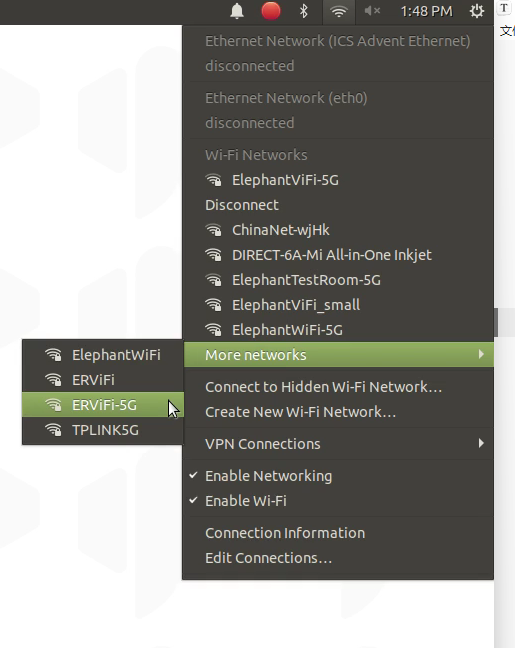 1:48 PM
T
文件
Ethernet Network (ICS Advent Ethernet)
disconnected
Ethernet Network (eth0)
disconnected
Wi-Fi Networks
ElephantViFi-5G
Disconnect
ChinaNet-wjHk
DIRECT-6A-Mi All-in-One Inkjet
ElephantTestRoom-5G
ElephantViFi_small
ElephantWiFi-5G
More networks
ElephantWiFi
ERViFi
ERViFi-5G
TPLINK5G
Connect to Hidden Wi-Fi Network…
Create New Wi-Fi Network…
VPN Connections
Enable Networking
Enable Wi-Fi
Connection Information
Edit Connections…